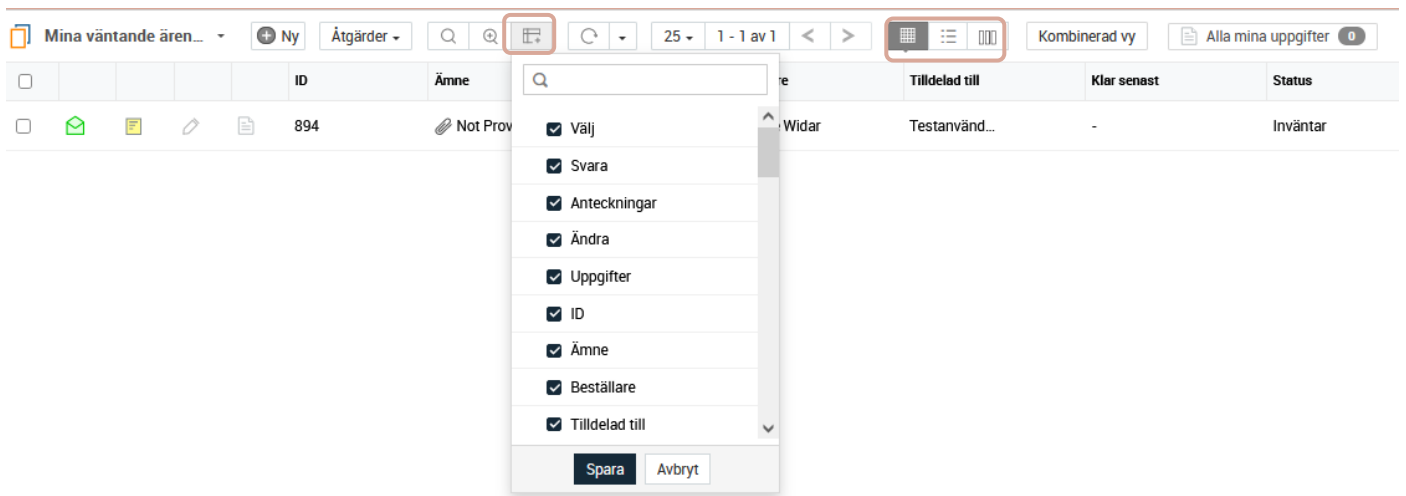 Mina väntande ären... Ny Åtgärder 25 1 - 1 av 1 Kombinerad vy Alla mina uppgifter 0
ID Ämne re Tilldelad till Klar senast Status
894 Not Prov Widar Testanvänd... - Inväntar
Välj
Svara
Anteckningar
Ändra
Uppgifter
ID
Ämne
Beställare
Tilldelad till
Spara Avbryt